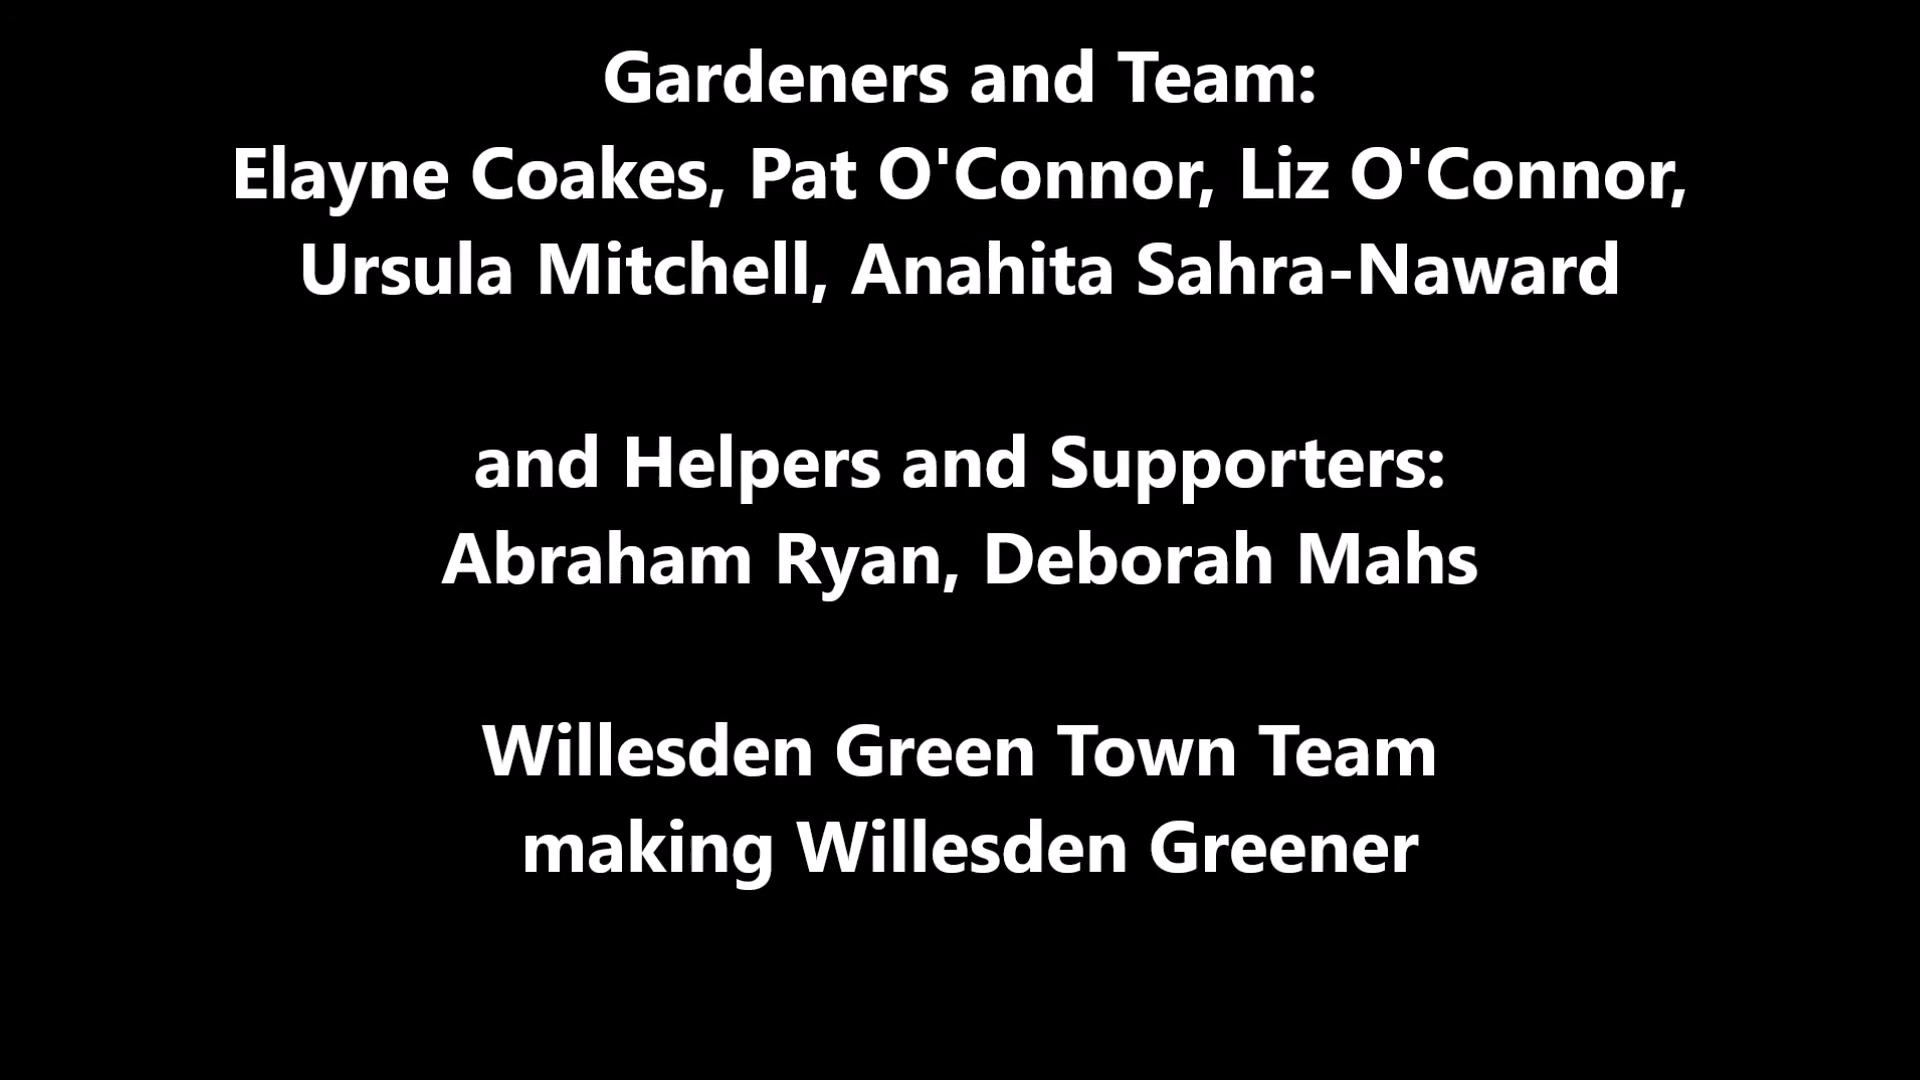 Gardeners and Team:
Elayne Coakes, Pat O'Connor, Liz O'Connor,
Ursula Mitchell, Anahita Sahra-Naward
and Helpers and Supporters:
Abraham Ryan, Deborah Mahs
Willesden Green Town Team
making Willesden Greener